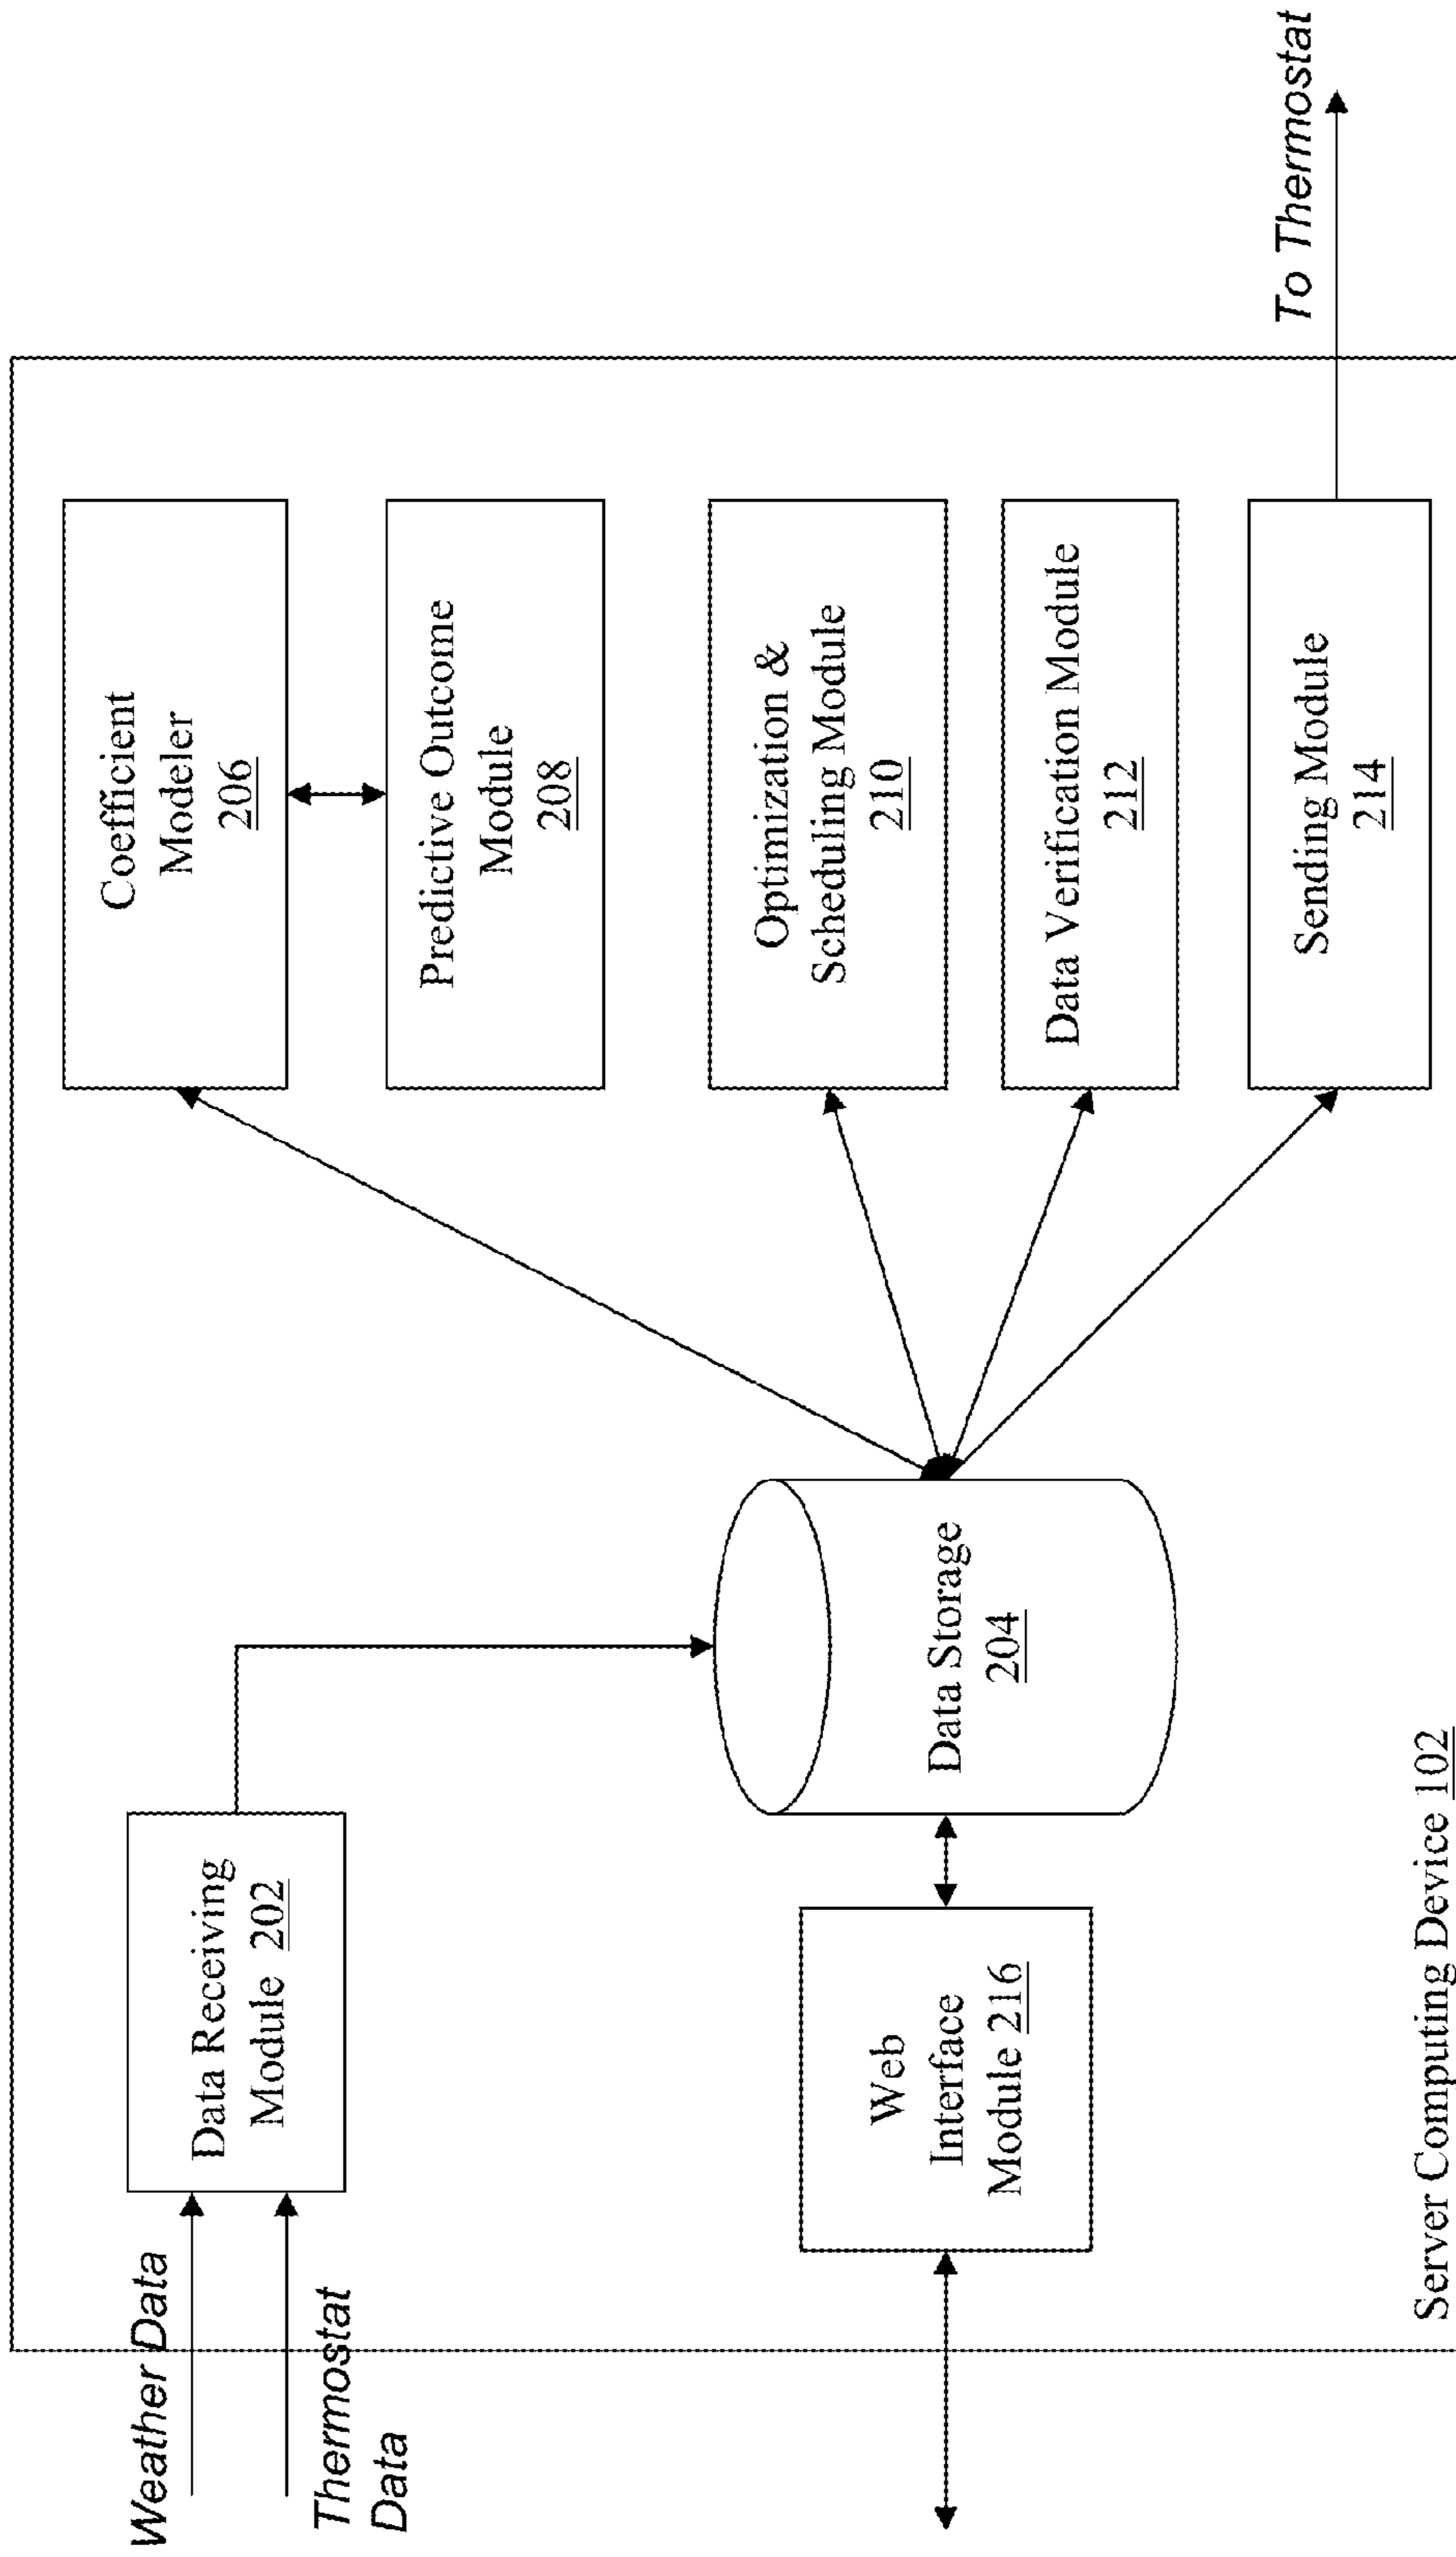 Weather Data
Thermostat
Data
Data Receiving
Module 202
Web
Interface
Module 216
Data Storage
204
Coefficient
Modeler
206
Predictive Outcome
Module
208
Optimization &
Scheduling Module
210
Data Verification Module
212
Sending Module
214
To Thermostat
Server Computing Device 102